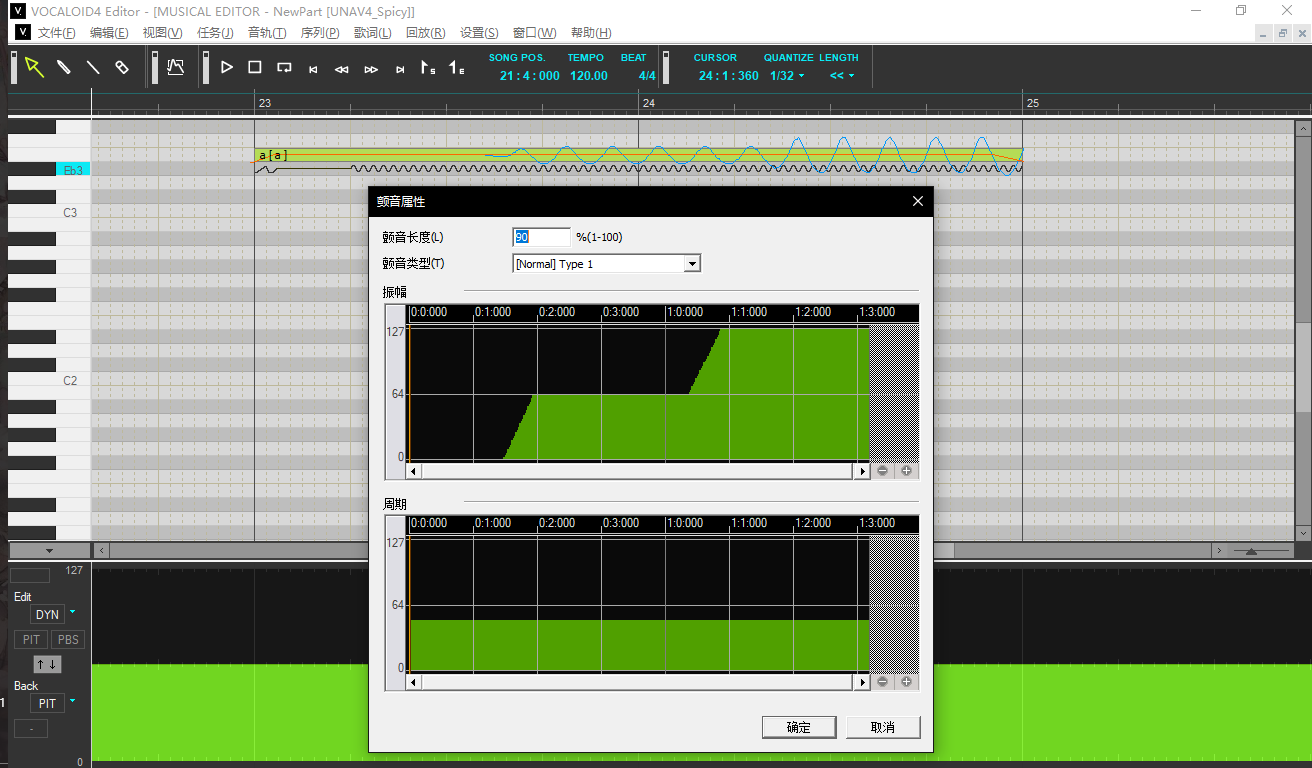 VOCALOID4 Editor - [MUSICAL EDITOR - NewPart [UNAV4_Spicy]]
文件(F) 编辑(E) 视图(V) 任务(J) 音轨(T) 序列(P) 歌词(L) 回放(R) 设置(S) 窗口(W) 帮助(H)
SONG POS. TEMPO BEAT CURSOR QUANTIZE LENGTH
21 : 4 : 000 120.00 4/4 24 : 1 : 360 1/32 <<
23 24 25
a [ a ]
Eb3
C3
C2
颤音属性
颤音长度(L) 90 %(1-100)
颤音类型(T) [Normal] Type 1
振幅
0:0:000 0:1:000 0:2:000 0:3:000 1:0:000 1:1:000 1:2:000 1:3:000
127
64
0
周期
0:0:000 0:1:000 0:2:000 0:3:000 1:0:000 1:1:000 1:2:000 1:3:000
127
64
0
确定 取消
127
Edit
DYN
PIT PBS
↑ ↓
Back
1
PIT
-
0